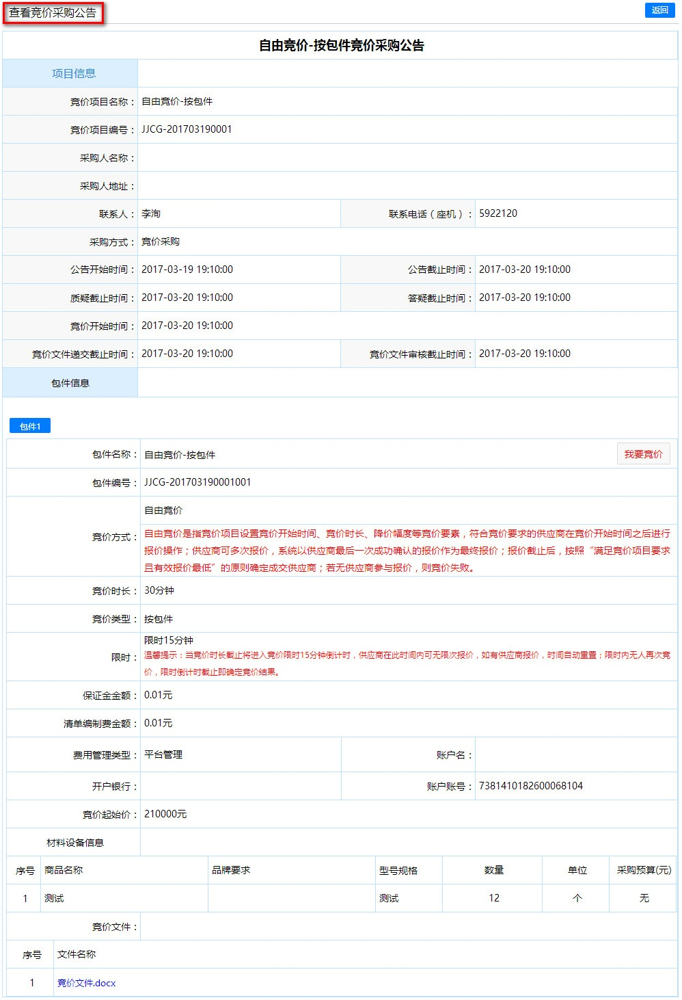 查看竞价采购公告
返回
自由竞价-按包件竞价采购公告
项目信息
竞价项目名称： 自由竞价-按包件
竞价项目编号： JJCG-201703190001
采购人名称：
采购人地址：
联系人： 李洵 联系电话（座机）： 5922120
采购方式： 竞价采购
公告开始时间： 2017-03-19 19:10:00 公告截止时间： 2017-03-20 19:10:00
质疑截止时间： 2017-03-20 19:10:00 答疑截止时间： 2017-03-20 19:10:00
竞价开始时间： 2017-03-20 19:10:00
竞价文件递交截止时间： 2017-03-20 19:10:00 竞价文件审核截止时间： 2017-03-20 19:10:00
包件信息
包件1
包件名称： 自由竞价-按包件 我要竞价
包件编号： JJCG-201703190001001
自由竞价
竞价方式：
自由竞价是指竞价项目设置竞价开始时间、竞价时长、降价幅度等竞价要素，符合竞价要求的供应商在竞价开始时间之后进行
报价操作；供应商可多次报价，系统以供应商最后一次成功确认的报价作为最终报价；报价截止后，按照“满足竞价项目要求
且有效报价最低”的原则确定成交供应商；若无供应商参与报价，则竞价失败。
竞价时长： 30分钟
竞价类型： 按包件
限时： 限时15分钟
温馨提示：当竞价时长截止将进入竞价限时15分钟倒计时，供应商在此时间内可无限次报价，如有供应商报价，时间自动重置；限时内无人再次竞
价，限时倒计时截止即确定竞价结果。
保证金金额： 0.01元
清单编制费金额： 0.01元
费用管理类型： 平台管理 账户名：
开户银行： 账户账号： 7381410182600068104
竞价起始价： 210000元
材料设备信息
序号 商品名称 品牌要求 型号规格 数量 单位 采购预算(元)
1 测试 测试 12 个 无
竞价文件：
序号 文件名称
1 竞价文件.docx